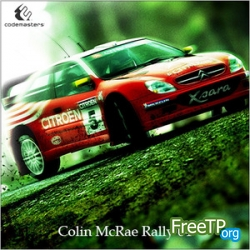 codemasters
CITROËN
Xsara
Colin McRae Rally
FreeTP.org